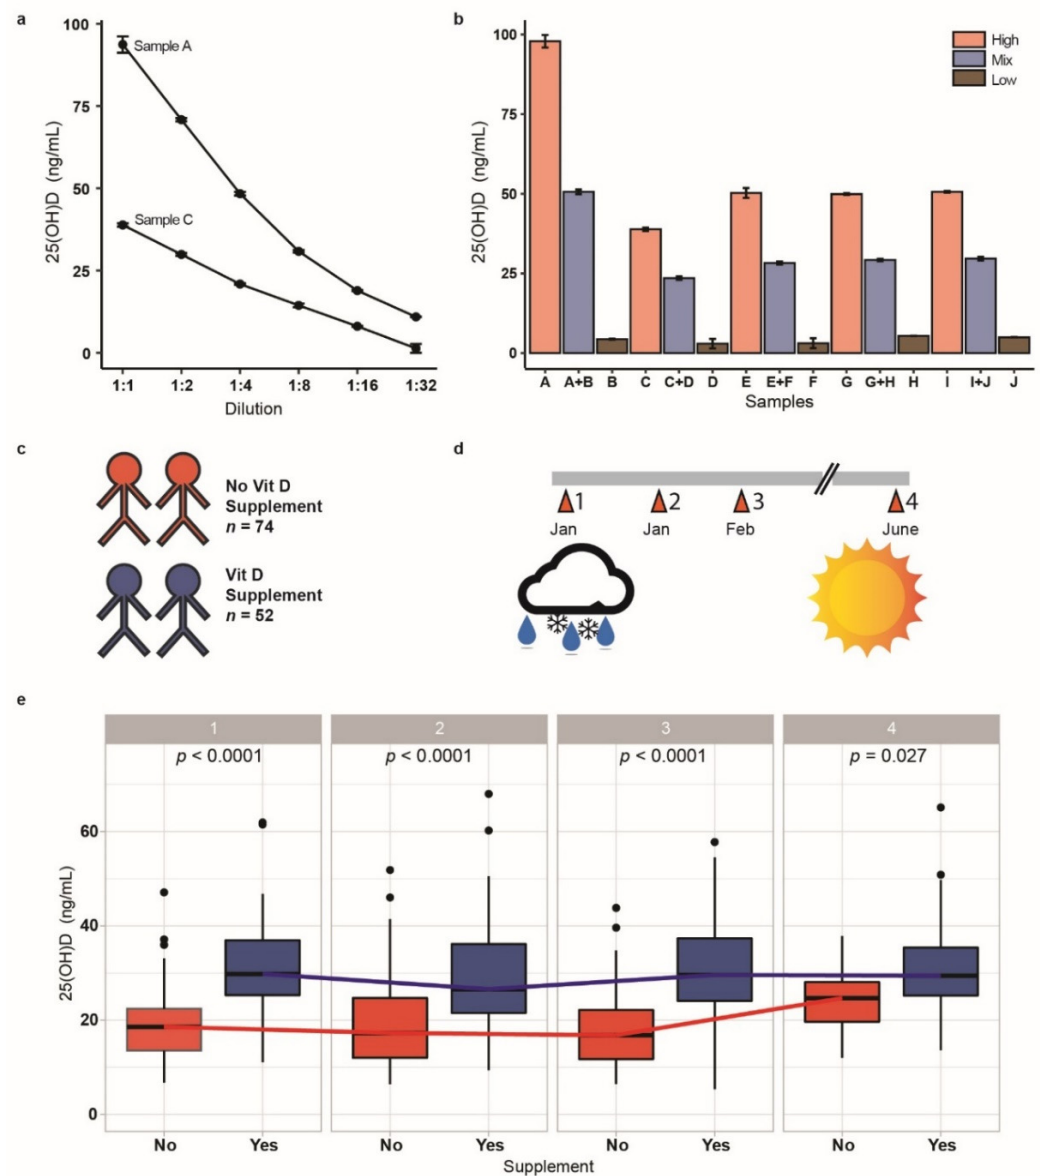 a
25(OH)D (ng/mL)
100
75
50
25
0
Sample A
Sample C
1:1 1:2 1:4 1:8 1:16 1:32
Dilution
b
25(OH)D (ng/mL)
100
75
50
25
0
High
Mix
Low
A A+B B C C+D D E E+F F G G+H H I I+J J
Samples
c
No Vit D
Supplement
n = 74
Vit D
Supplement
n = 52
d
1 2 3 4
Jan Jan Feb June
e
1 2 3 4
p < 0.0001 p < 0.0001 p < 0.0001 p = 0.027
25(OH)D (ng/mL)
60
40
20
0
No Yes No Yes No Yes No Yes
Supplement